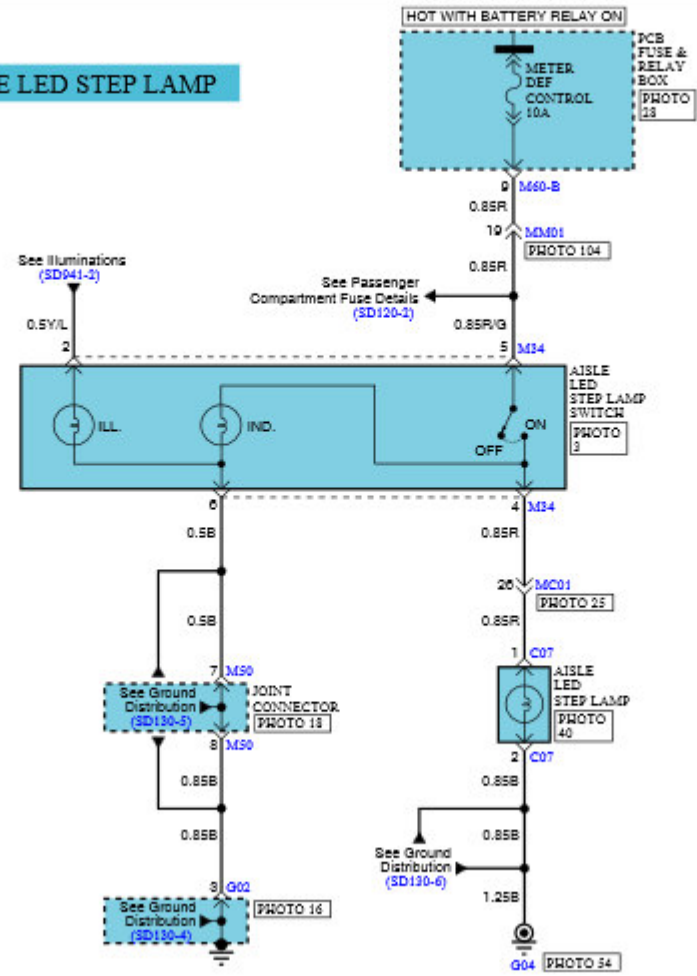 HOT WITH BATTERY RELAY ON
E LED STEP LAMP
METER
DEF
CONTROL
10A
PCB
FUSE &
RELAY
BOX
PHOTO
28
9 M60-B
0.85R
19 MM01
PHOTO 104
0.85R
See Illuminations
(SD941-2)
See Passenger
Compartment Fuse Details
(SD120-2)
0.5Y/L
0.85R/G
2
5 M34
AISLE
LED
STEP LAMP
SWITCH
PHOTO
3
ILL.
IND.
ON
OFF
6
4 M34
0.5B
0.85R
26 MC01
PHOTO 25
0.5B
0.85R
7 M50
1 C07
See Ground
Distribution
(SD130-5)
JOINT
CONNECTOR
PHOTO 18
AISLE
LED
STEP LAMP
PHOTO
40
8 M50
2 C07
0.85B
0.85B
0.85B
0.85B
See Ground
Distribution
(SD130-6)
3 G02
1.25B
See Ground
Distribution
(SD130-4)
PHOTO 16
G04 PHOTO 54